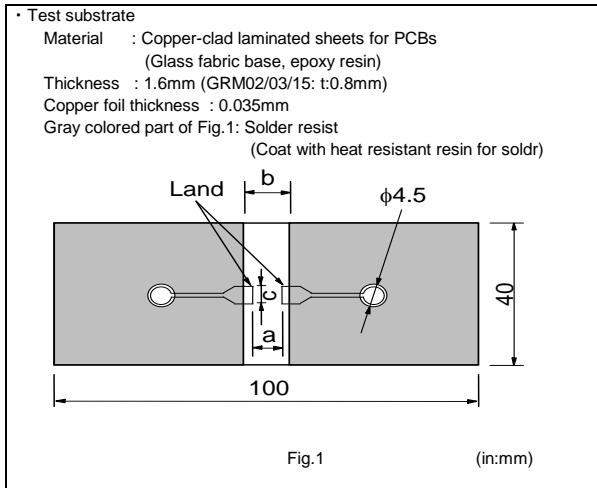 ・Test substrate
Material : Copper-clad laminated sheets for PCBs
(Glass fabric base, epoxy resin)
Thickness : 1.6mm (GRM02/03/15: t:0.8mm)
Copper foil thickness : 0.035mm
Gray colored part of Fig.1: Solder resist
(Coat with heat resistant resin for soldr)
Land
b
ϕ4.5
c
a
40
100
Fig.1 (in:mm)